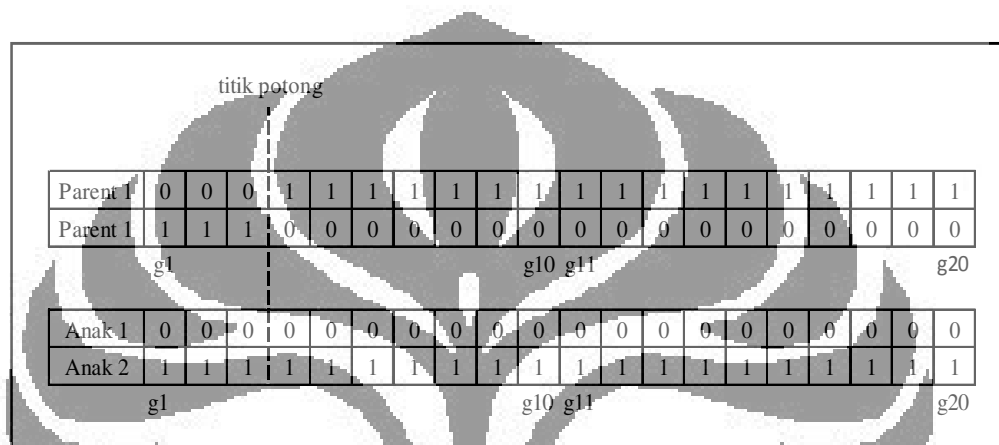 titik potong
Parent 1 0 0 0 1 1 1 1 1 1 1 1 1 1 1 1 1 1 1 1 1
Parent 1 1 1 1 0 0 0 0 0 0 0 0 0 0 0 0 0 0 0 0 0
g1 g10 g11 g20
Anak 1 0 0 0 0 0 0 0 0 0 0 0 0 0 0 0 0 0 0 0 0
Anak 2 1 1 1 1 1 1 1 1 1 1 1 1 1 1 1 1 1 1 1 1
g1 g10 g11 g20